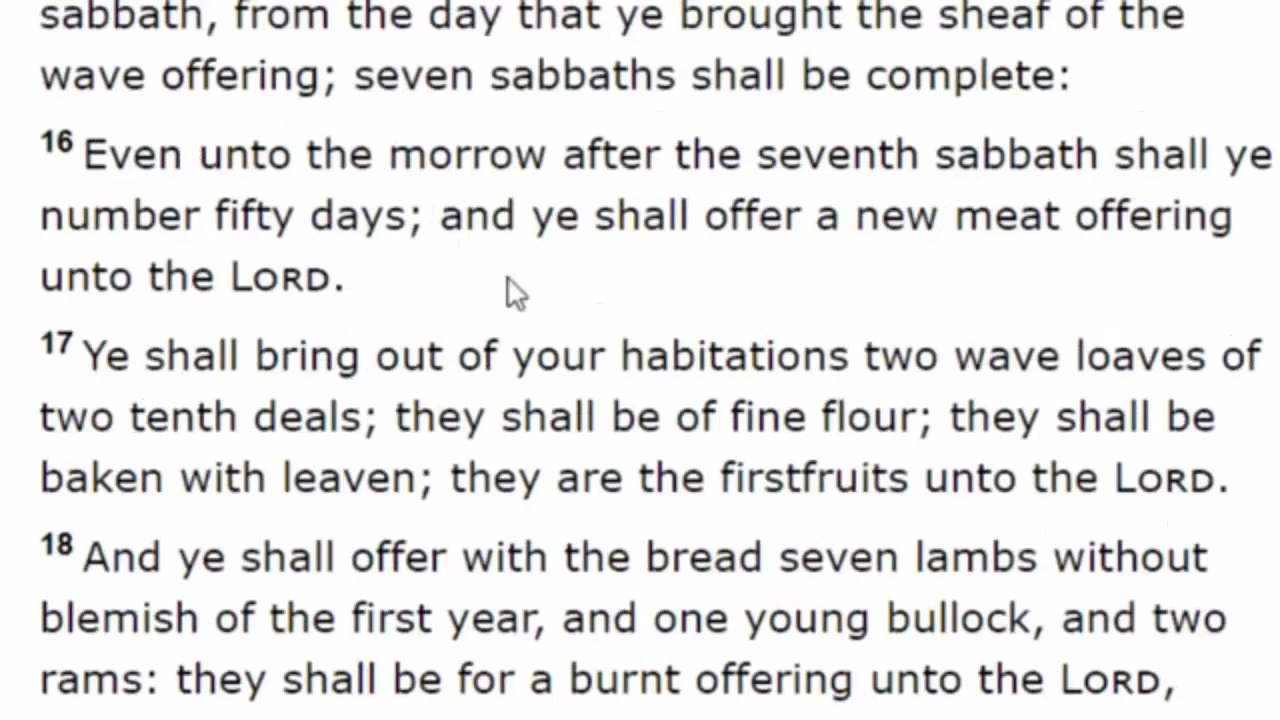 sabbath, from the day that ye brought the sheaf of the
wave offering; seven sabbaths shall be complete:
16 Even unto the morrow after the seventh sabbath shall ye
number fifty days; and ye shall offer a new meat offering
unto the LORD.
17 Ye shall bring out of your habitations two wave loaves of
two tenth deals; they shall be of fine flour; they shall be
baken with leaven; they are the firstfruits unto the LORD.
18 And ye shall offer with the bread seven lambs without
blemish of the first year, and one young bullock, and two
rams: they shall be for a burnt offering unto the LORD,